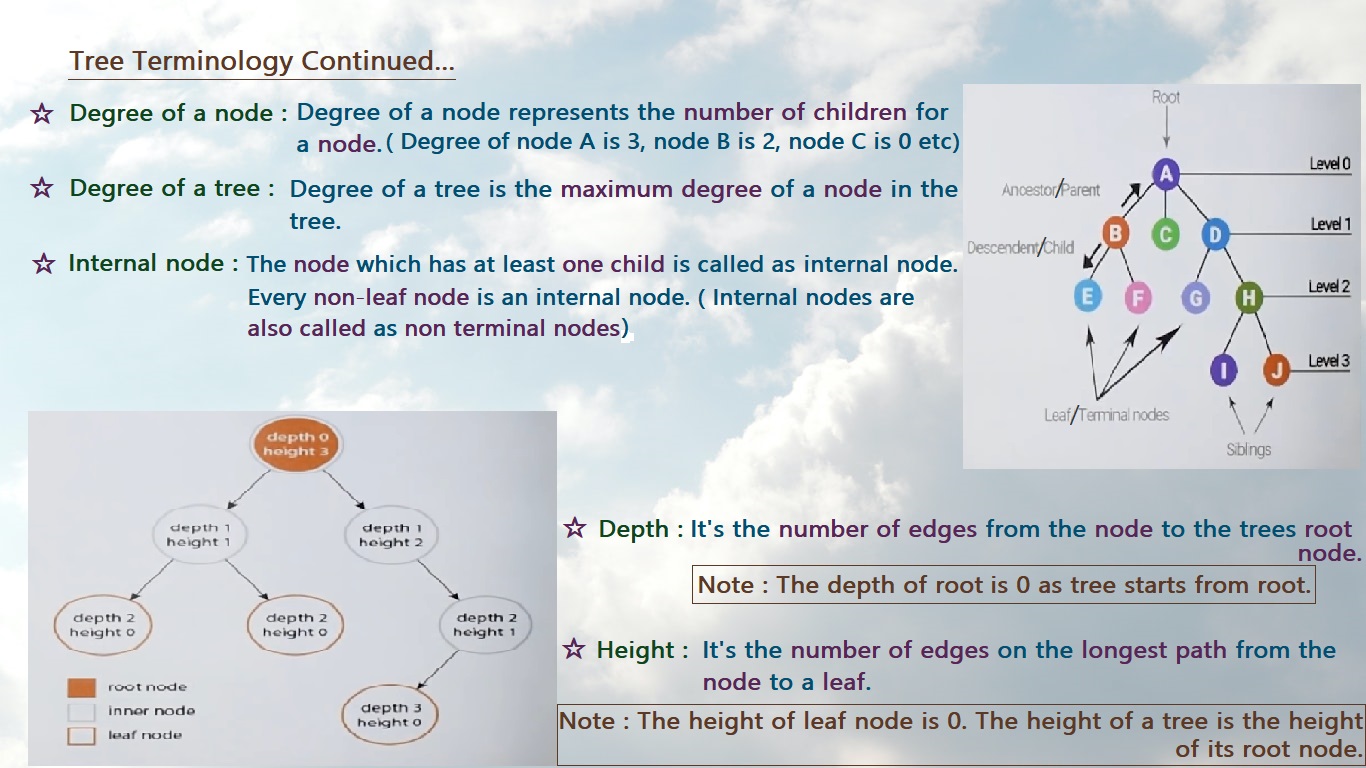 Tree Terminology Continued...
☆ Degree of a node : Degree of a node represents the number of children for
a node. ( Degree of node A is 3, node B is 2, node C is 0 etc)
☆ Degree of a tree : Degree of a tree is the maximum degree of a node in the
tree.
☆ Internal node : The node which has at least one child is called as internal node.
Every non-leaf node is an internal node. ( Internal nodes are
also called as non terminal nodes)
Root
A
Level 0
Ancestor/Parent
B
C
D
Level 1
Descendent/Child
E
F
G
H
Level 2
I
J
Level 3
Leaf/Terminal nodes
Siblings
depth 0
height 3
depth 1
height 1
depth 1
height 2
depth 2
height 0
depth 2
height 0
depth 2
height 1
depth 3
height 0
root node
inner node
leaf node
☆ Depth : It's the number of edges from the node to the trees root
node.
Note : The depth of root is 0 as tree starts from root.
☆ Height : It's the number of edges on the longest path from the
node to a leaf.
Note : The height of leaf node is 0. The height of a tree is the height
of its root node.